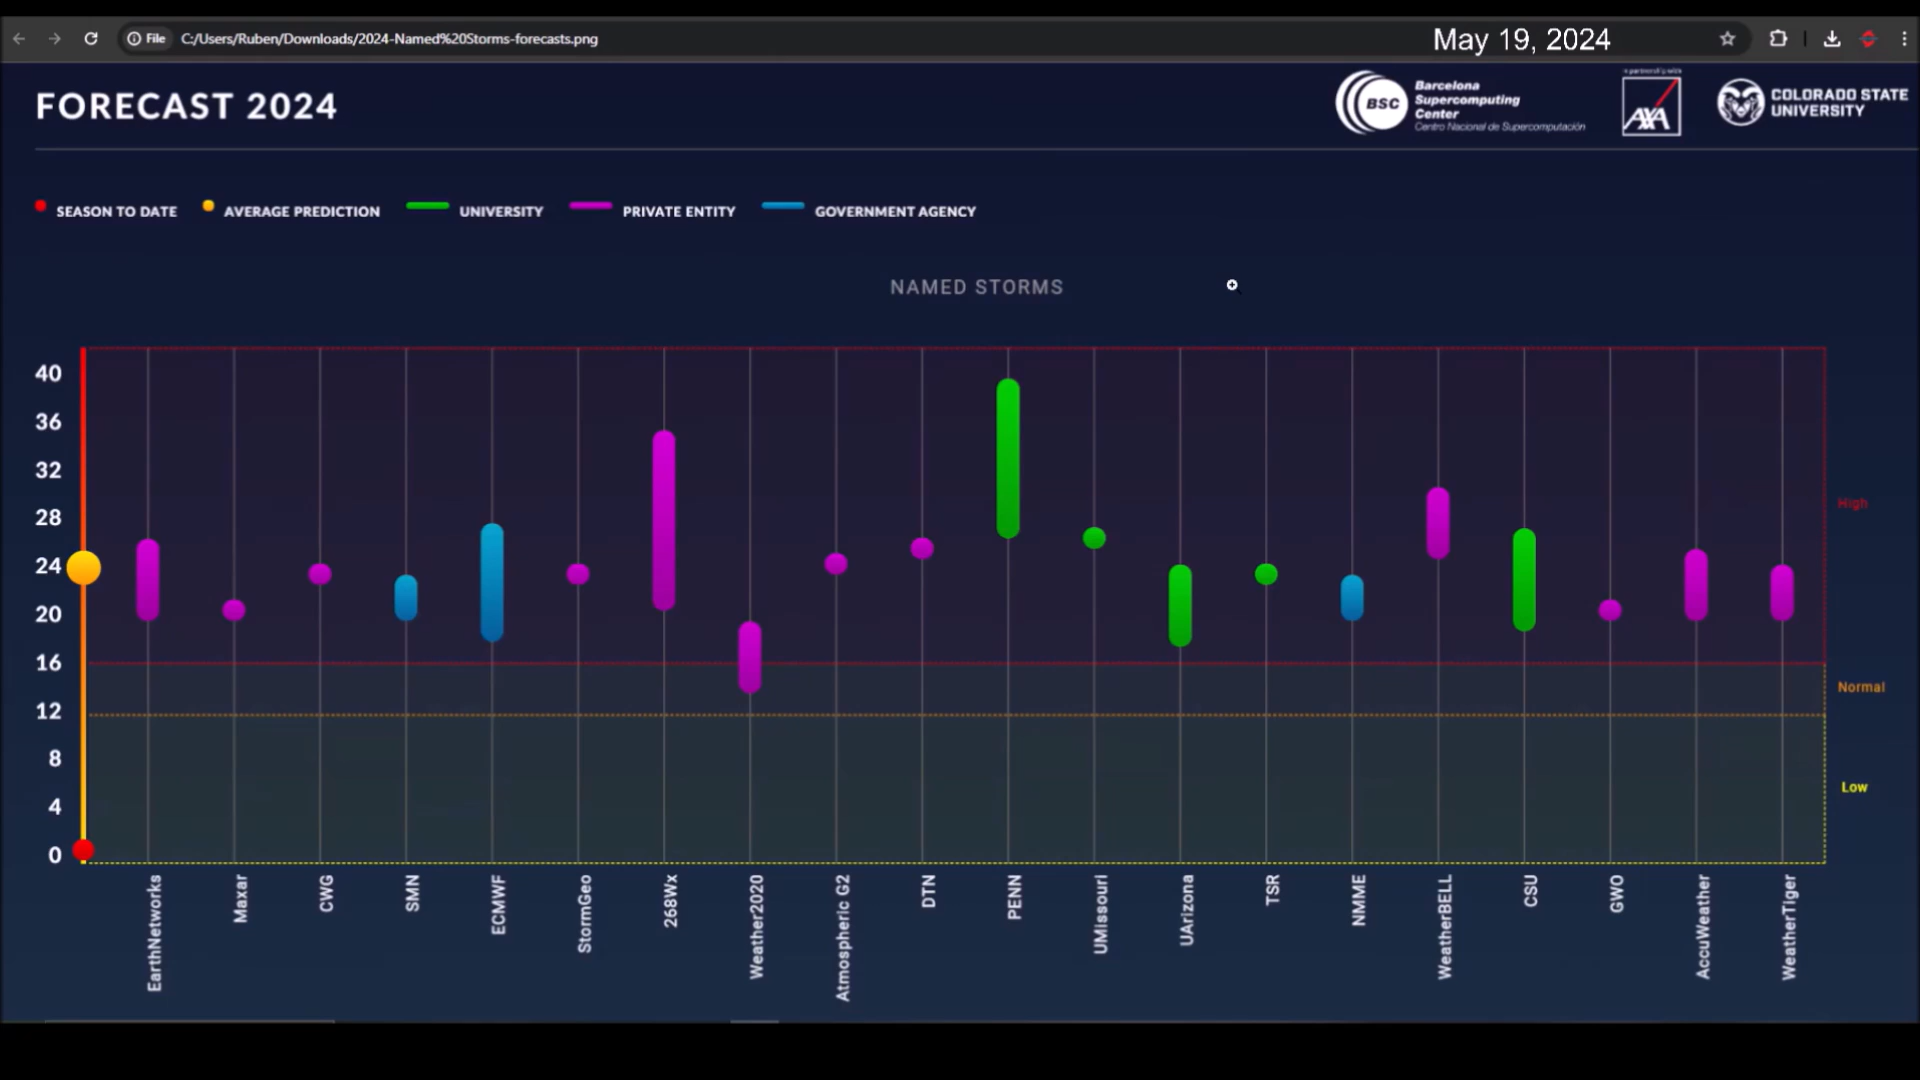 File
C:/Users/Ruben/Downloads/2024-Named%20Storms-forecasts.png
May 19, 2024
FORECAST 2024
BSC
Barcelona
Supercomputing
Center
Centro Nacional de Supercomputación
AXA
COLORADO STATE
UNIVERSITY
SEASON TO DATE
AVERAGE PREDICTION
UNIVERSITY
PRIVATE ENTITY
GOVERNMENT AGENCY
NAMED STORMS
40
36
32
28
24
20
16
12
8
4
0
High
Normal
Low
EarthNetworks
Maxar
CWG
SMN
ECMWF
StormGeo
268Wx
Weather2020
Atmospheric G2
DTN
PENN
UMissouri
UArizona
TSR
NMME
WeatherBELL
CSU
GWO
AccuWeather
WeatherTiger